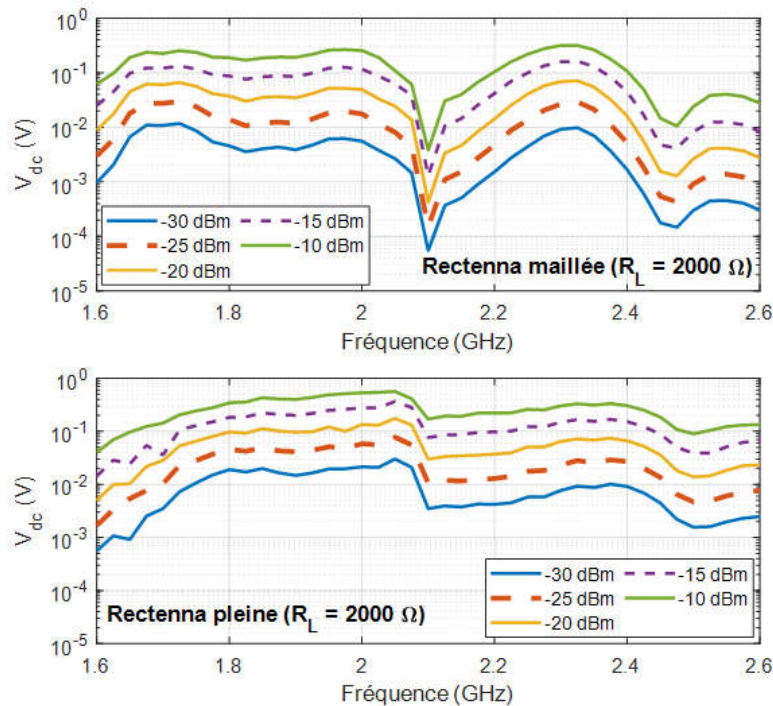 10⁰
10⁻¹
10⁻²
10⁻³
10⁻⁴
10⁻⁵
V_dc (V)
-30 dBm -15 dBm
-25 dBm -10 dBm
-20 dBm
Rectenna maillée (R_L = 2000 Ω)
1.6 1.8 2 2.2 2.4 2.6
Fréquence (GHz)
10⁰
10⁻¹
10⁻²
10⁻³
10⁻⁴
10⁻⁵
V_dc (V)
-30 dBm -15 dBm
-25 dBm -10 dBm
-20 dBm
Rectenna pleine (R_L = 2000 Ω)
1.6 1.8 2 2.2 2.4 2.6
Fréquence (GHz)